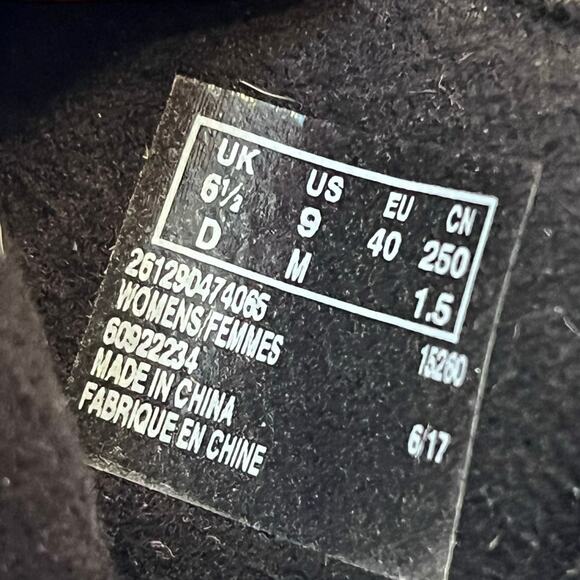 UK US EU CN
6½ 9 40 250
D M 1.5
261290474065
WOMENS FEMMES 15260
60922234
MADE IN CHINA
FABRIQUE EN CHINE 6/17